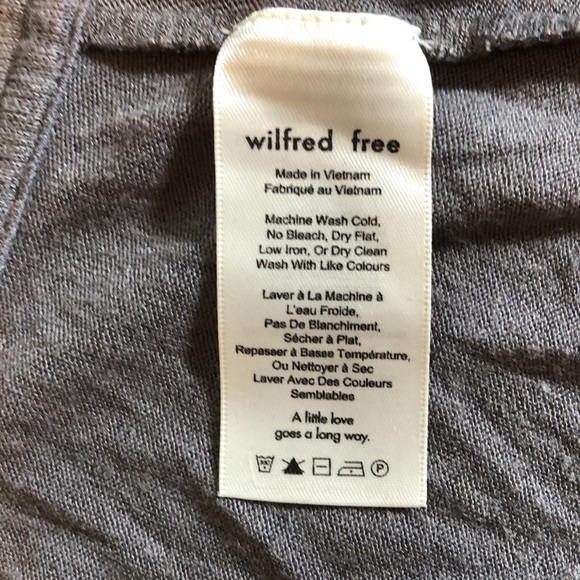 wilfred free
Made in Vietnam
Fabriqué au Vietnam
Machine Wash Cold,
No Bleach, Dry Flat,
Low Iron, Or Dry Clean
Wash With Like Colours
Laver à La Machine à
L'eau Froide,
Pas De Blanchiment,
Sécher à Plat,
Repasser à Basse Température,
Ou Nettoyer à Sec
Laver Avec Des Couleurs
Semblables
A little love
goes a long way.
P